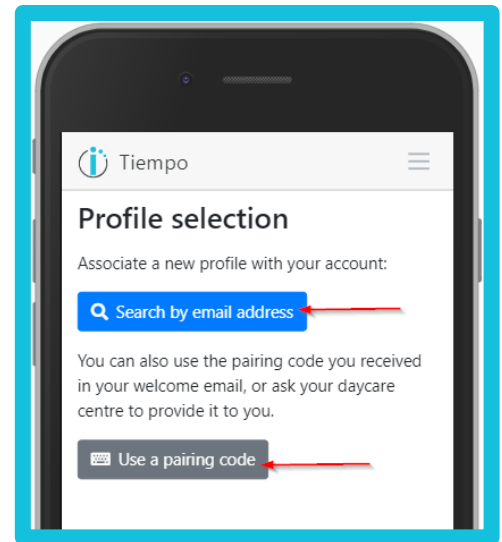 Tiempo
Profile selection
Associate a new profile with your account:
Search by email address
You can also use the pairing code you received
in your welcome email, or ask your daycare
centre to provide it to you.
Use a pairing code